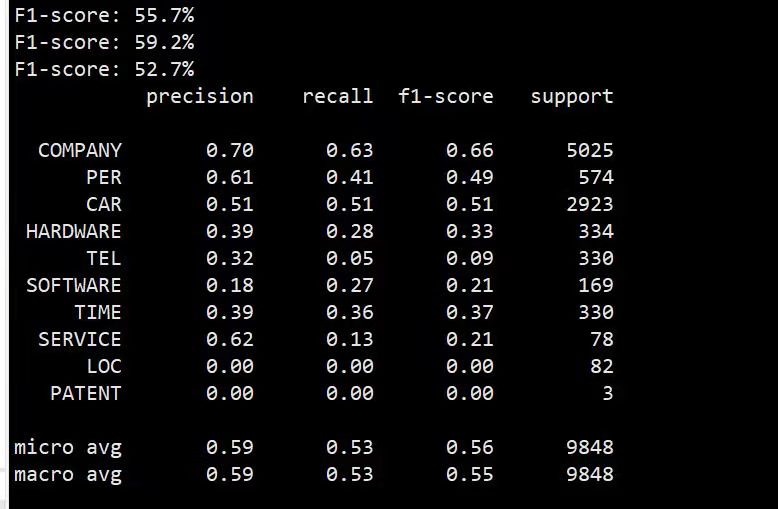 F1-score: 55.7%
F1-score: 59.2%
F1-score: 52.7%
precision recall f1-score support
COMPANY 0.70 0.63 0.66 5025
PER 0.61 0.41 0.49 574
CAR 0.51 0.51 0.51 2923
HARDWARE 0.39 0.28 0.33 334
TEL 0.32 0.05 0.09 330
SOFTWARE 0.18 0.27 0.21 169
TIME 0.39 0.36 0.37 330
SERVICE 0.62 0.13 0.21 78
LOC 0.00 0.00 0.00 82
PATENT 0.00 0.00 0.00 3
micro avg 0.59 0.53 0.56 9848
macro avg 0.59 0.53 0.55 9848